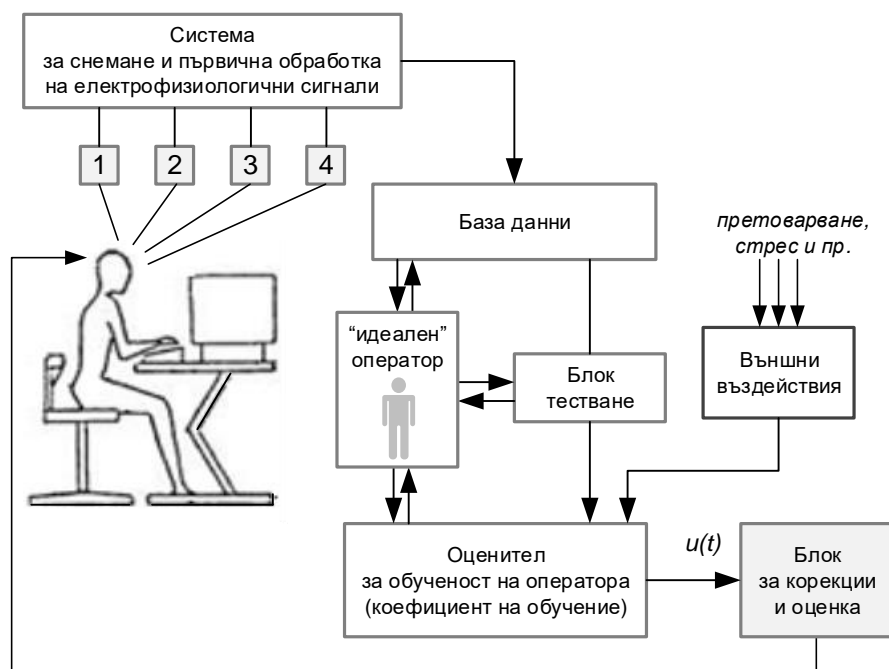 Система
за снемане и първична обработка
на електрофизиологични сигнали
1 2 3 4
База данни
претоварване,
стрес и пр.
"идеален"
оператор
Блок
тестване
Външни
въздействия
Оценител
за обученост на оператора
(коефициент на обучение)
u(t)
Блок
за корекции
и оценка